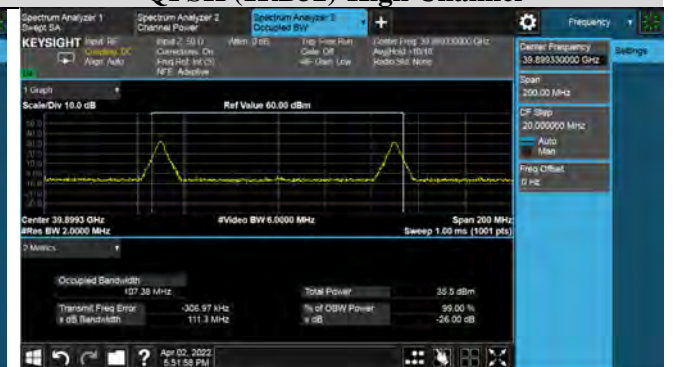 Spectrum Analyzer 1
Swept SA
Spectrum Analyzer 2
Channel Power
Spectrum Analyzer 3
Occupied BW
Frequency
KEYSIGHT Input: RF
Coupling: DC
Align: Auto
Input Z: 50 Ω
Corrections: On
Freq Ref: Int (S)
NFE: Adaptive
Atten: 0 dB
Trig: Free Run
Gate: Off
#IF Gain: Low
Center Freq: 39.899330000 GHz
Avg|Hold: >10/10
Radio Std: None
Center Frequency
39.899330000 GHz
Settings
Span
200.00 MHz
CF Step
20.000000 MHz
Auto
Man
Freq Offset
0 Hz
1 Graph
Scale/Div 10.0 dB
Ref Value 60.00 dBm
Center 39.8993 GHz
#Res BW 2.0000 MHz
#Video BW 6.0000 MHz
Span 200 MHz
Sweep 1.00 ms (1001 pts)
2 Metrics
Occupied Bandwidth
107.38 MHz
Total Power
35.5 dBm
Transmit Freq Error
-306.97 kHz
% of OBW Power
99.00 %
x dB Bandwidth
111.3 MHz
x dB
-26.00 dB
Apr 02, 2022
5:31:58 PM